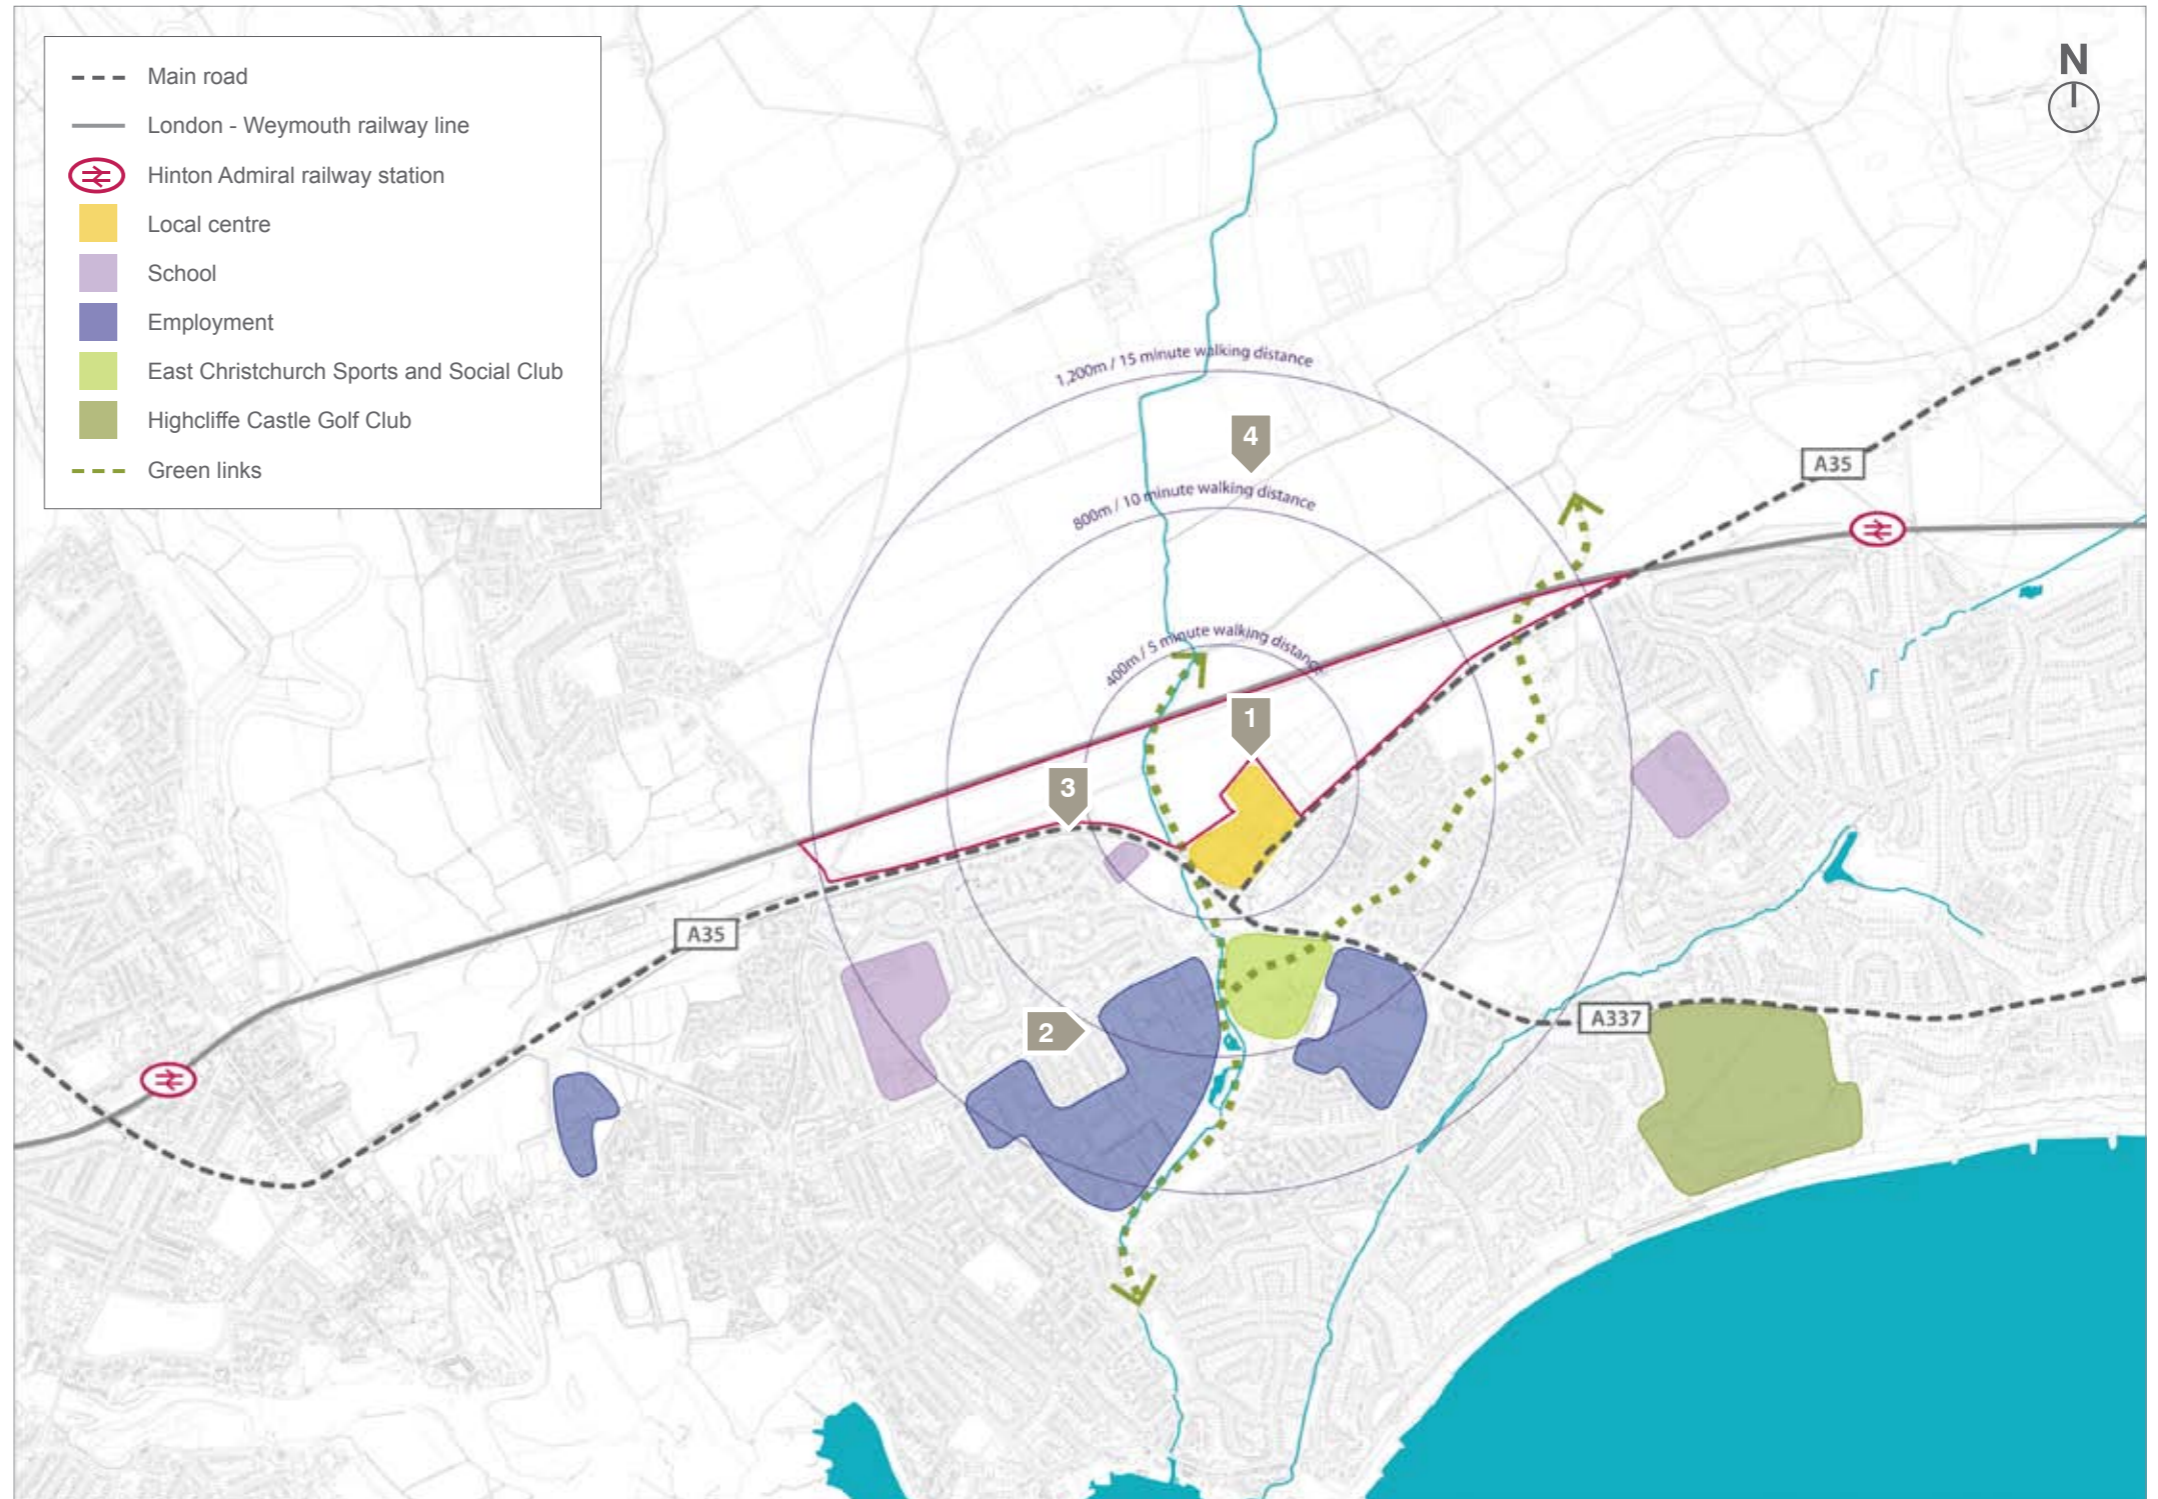 Main road
London - Weymouth railway line
Hinton Admiral railway station
Local centre
School
Employment
East Christchurch Sports and Social Club
Highcliffe Castle Golf Club
Green links
N
1,200m / 15 minute walking distance
4
800m / 10 minute walking distance
A35
400m / 5 minute walking distance
1
3
A35
2
A337